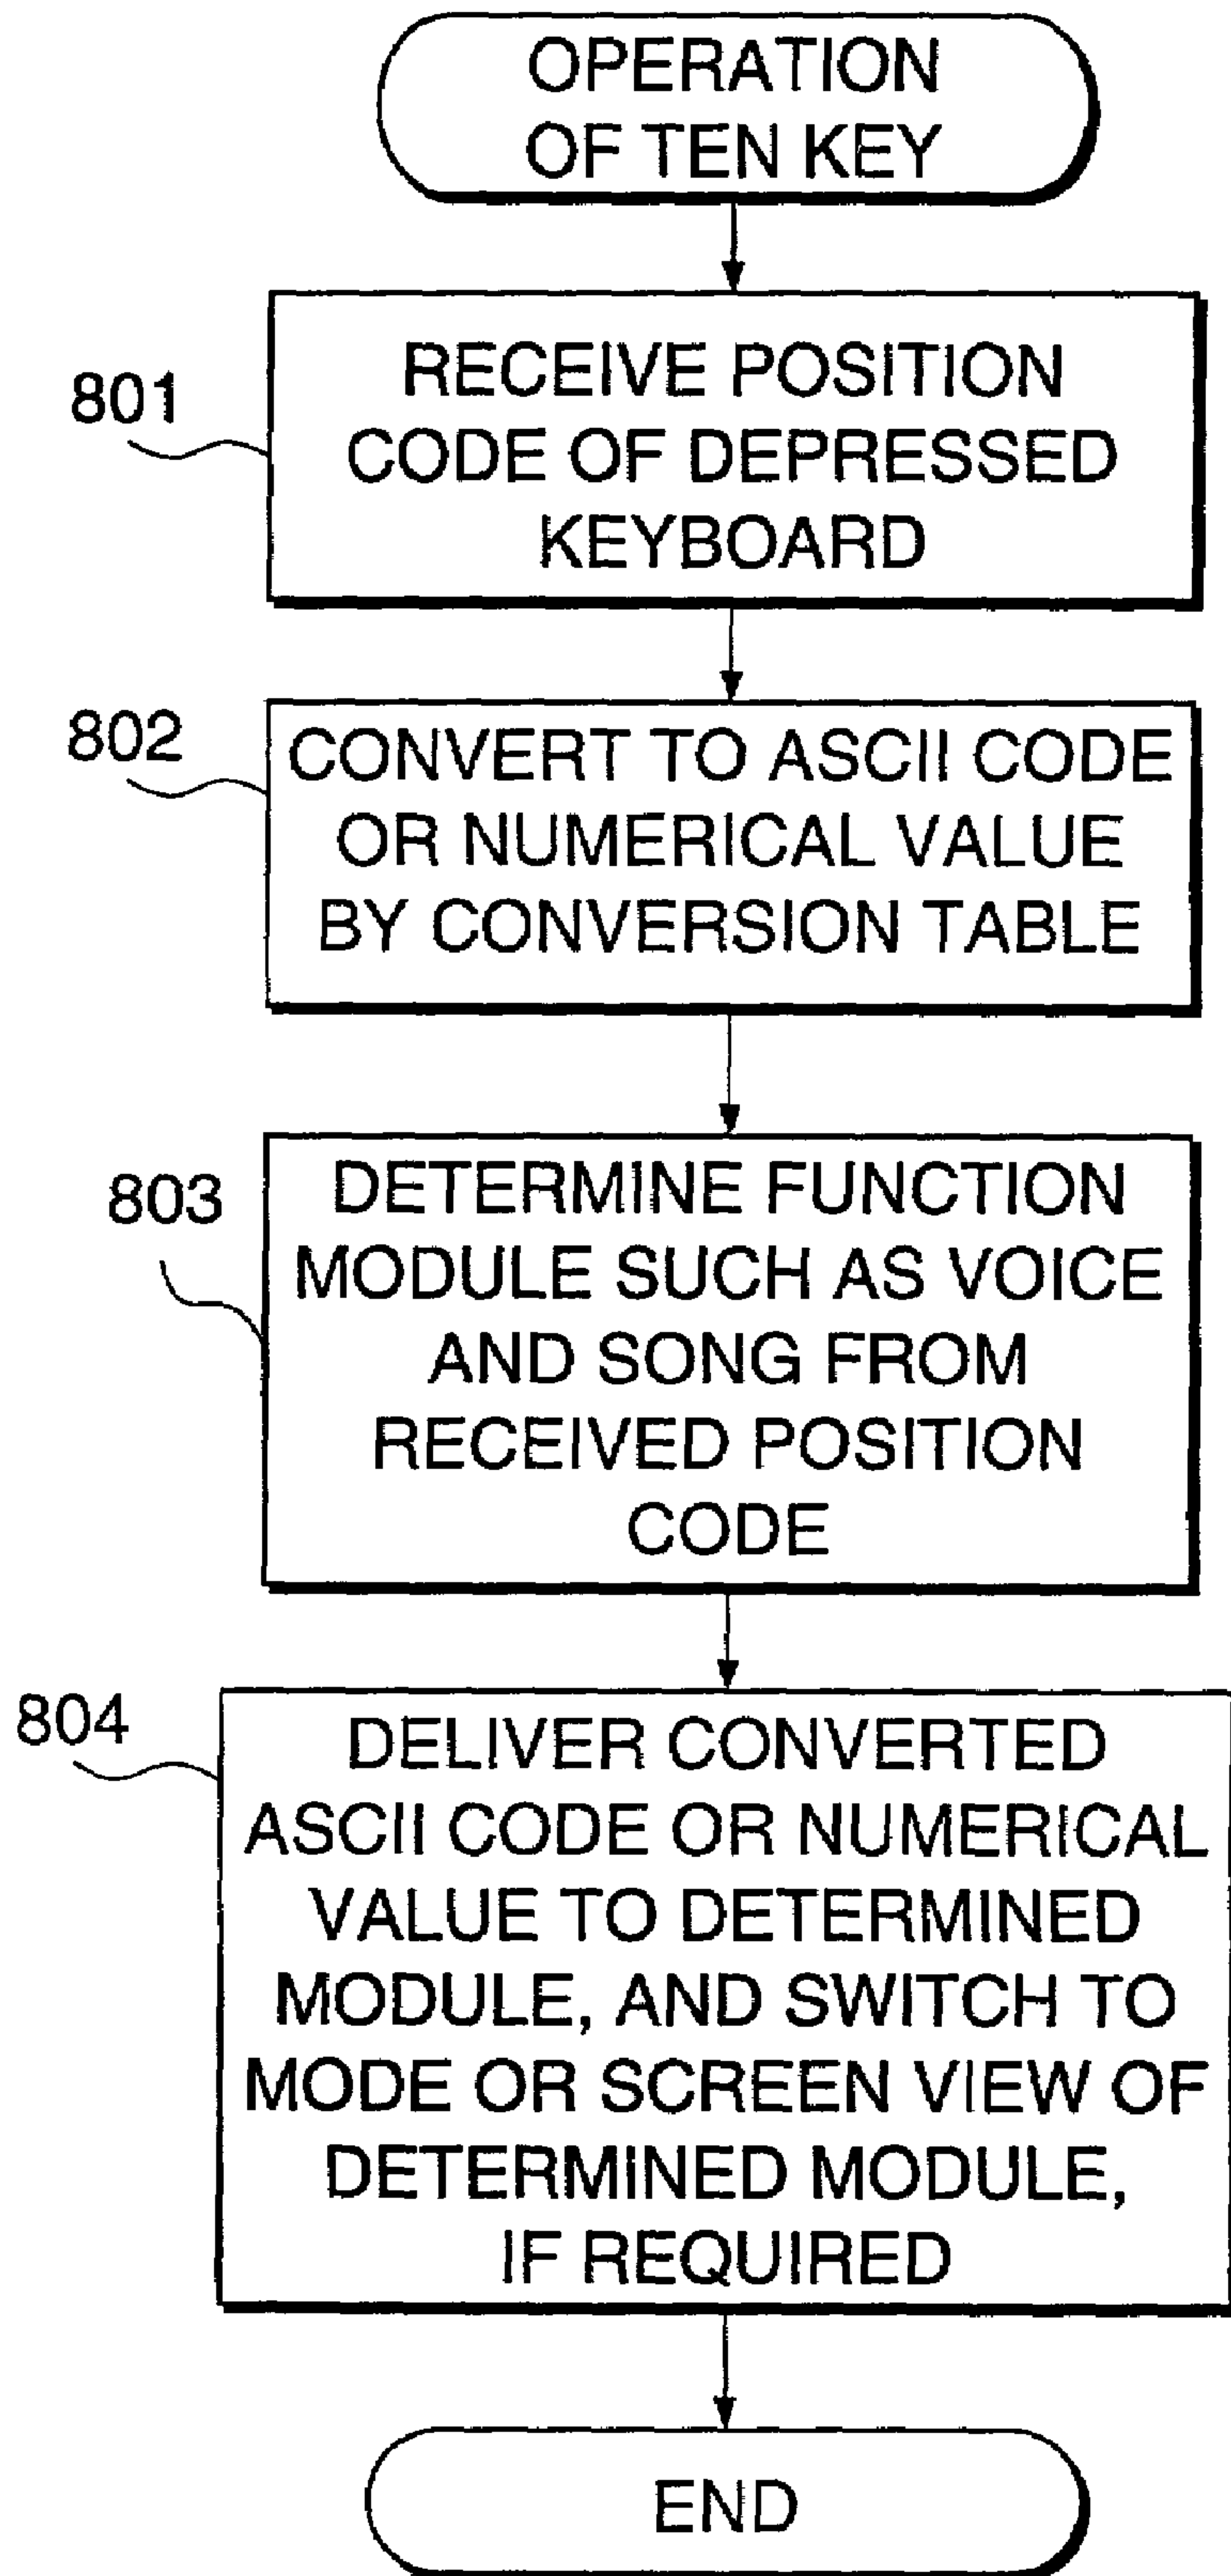 OPERATION
OF TEN KEY
801
RECEIVE POSITION
CODE OF DEPRESSED
KEYBOARD
802
CONVERT TO ASCII CODE
OR NUMERICAL VALUE
BY CONVERSION TABLE
803
DETERMINE FUNCTION
MODULE SUCH AS VOICE
AND SONG FROM
RECEIVED POSITION
CODE
804
DELIVER CONVERTED
ASCII CODE OR NUMERICAL
VALUE TO DETERMINED
MODULE, AND SWITCH TO
MODE OR SCREEN VIEW OF
DETERMINED MODULE,
IF REQUIRED
END